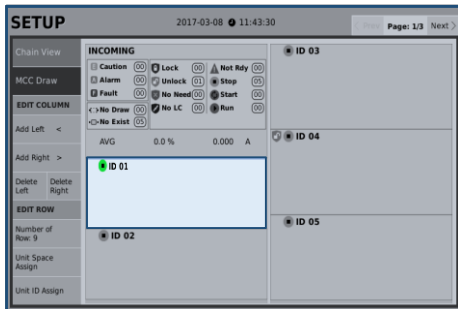 SETUP
2017-03-08 11:43:30
Prev Page: 1/3 Next >
Chain View
MCC Draw
EDIT COLUMN
Add Left <
Add Right >
Delete Left Delete Right
EDIT ROW
Number of Row: 9
Unit Space Assign
Unit ID Assign
INCOMING
Caution 00 Lock 00 Not Rdy 00
Alarm 00 Unlock 01 Stop 05
Fault 00 No Need 00 Start 00
No Draw 00 No LC 00 Run 00
No Exist 05
AVG 0.0 % 0.000 A
ID 01
ID 02
ID 03
ID 04
ID 05